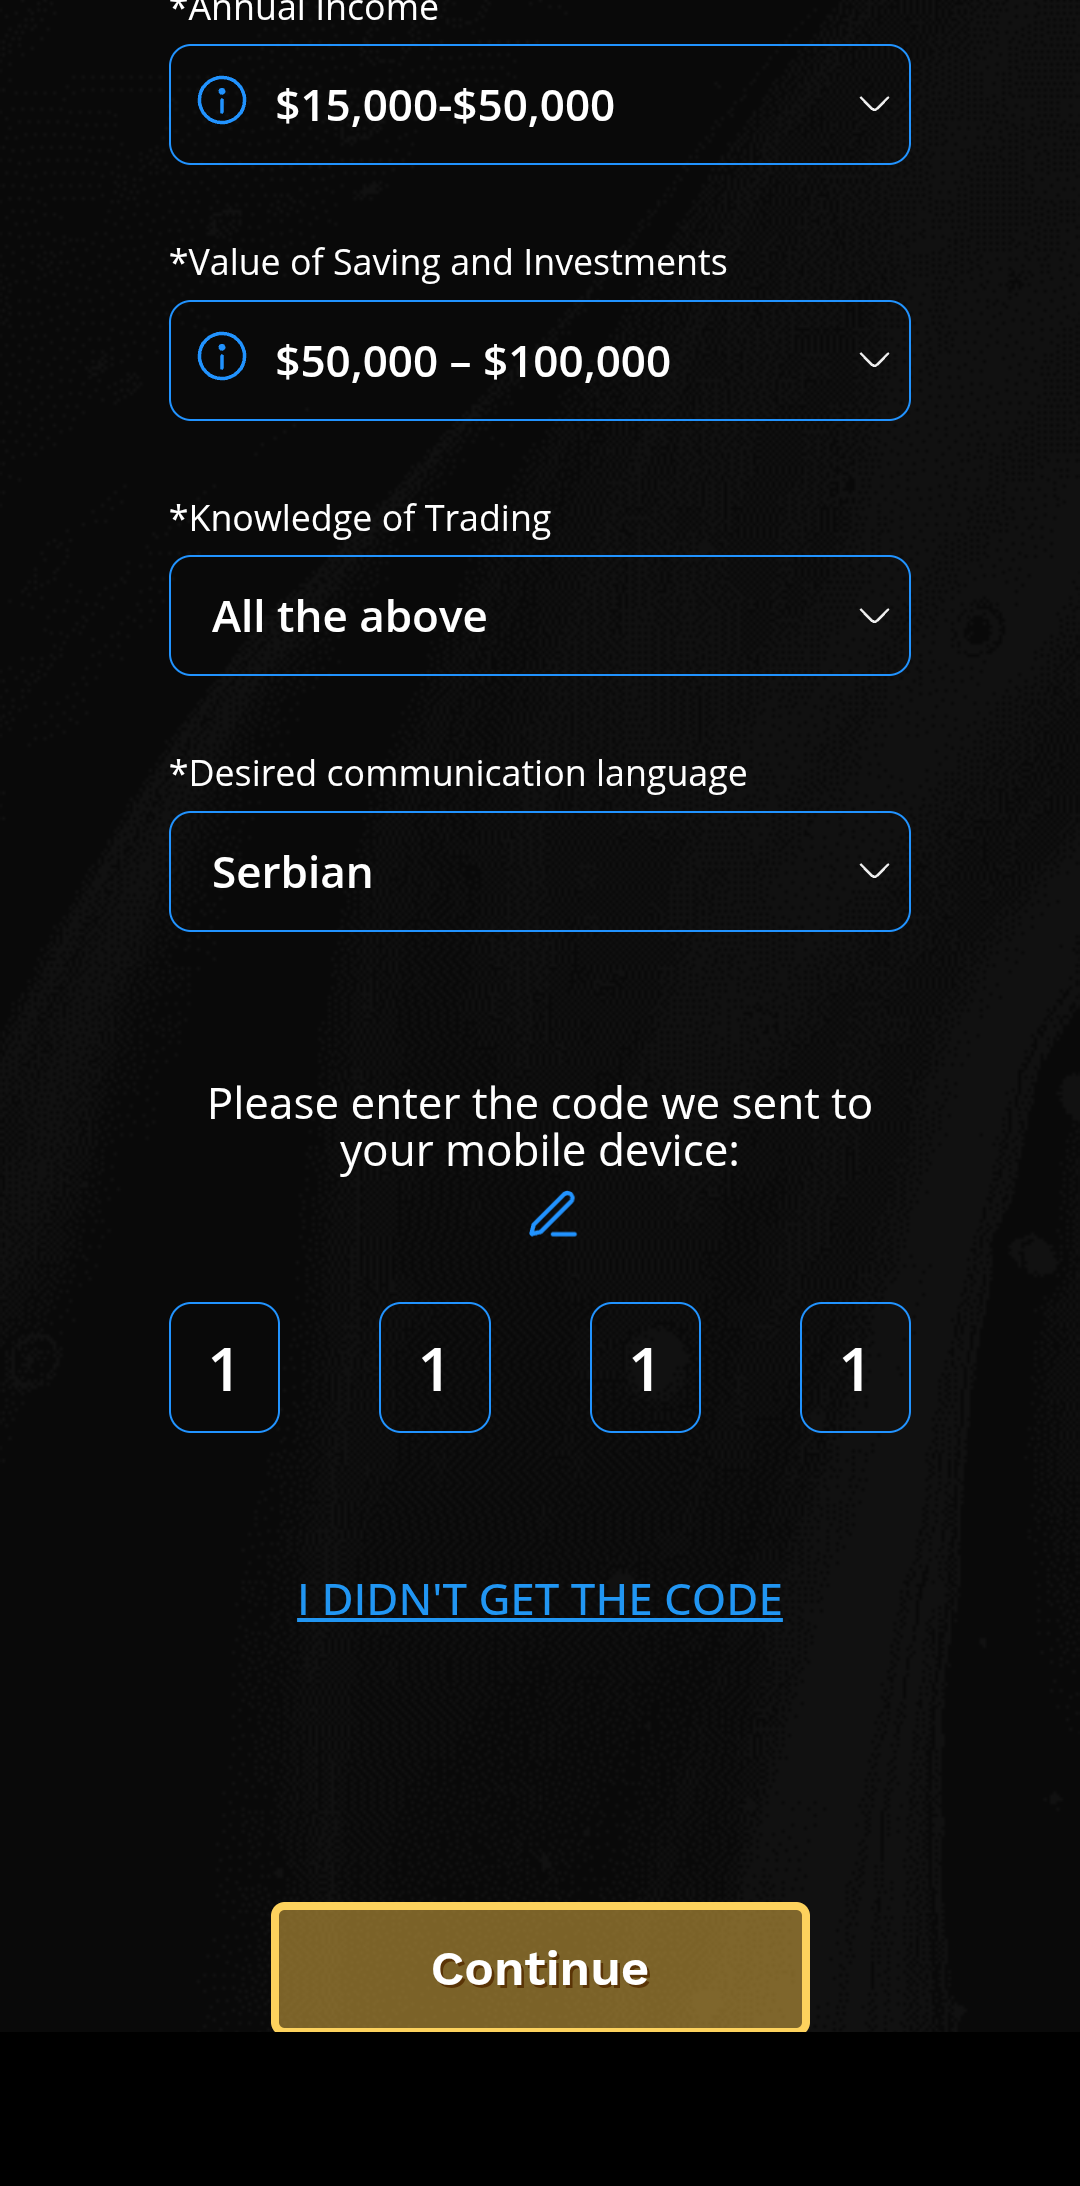 *Annual Income
$15,000-$50,000
*Value of Saving and Investments
$50,000 – $100,000
*Knowledge of Trading
All the above
*Desired communication language
Serbian
Please enter the code we sent to
your mobile device:
1 1 1 1
I DIDN'T GET THE CODE
Continue